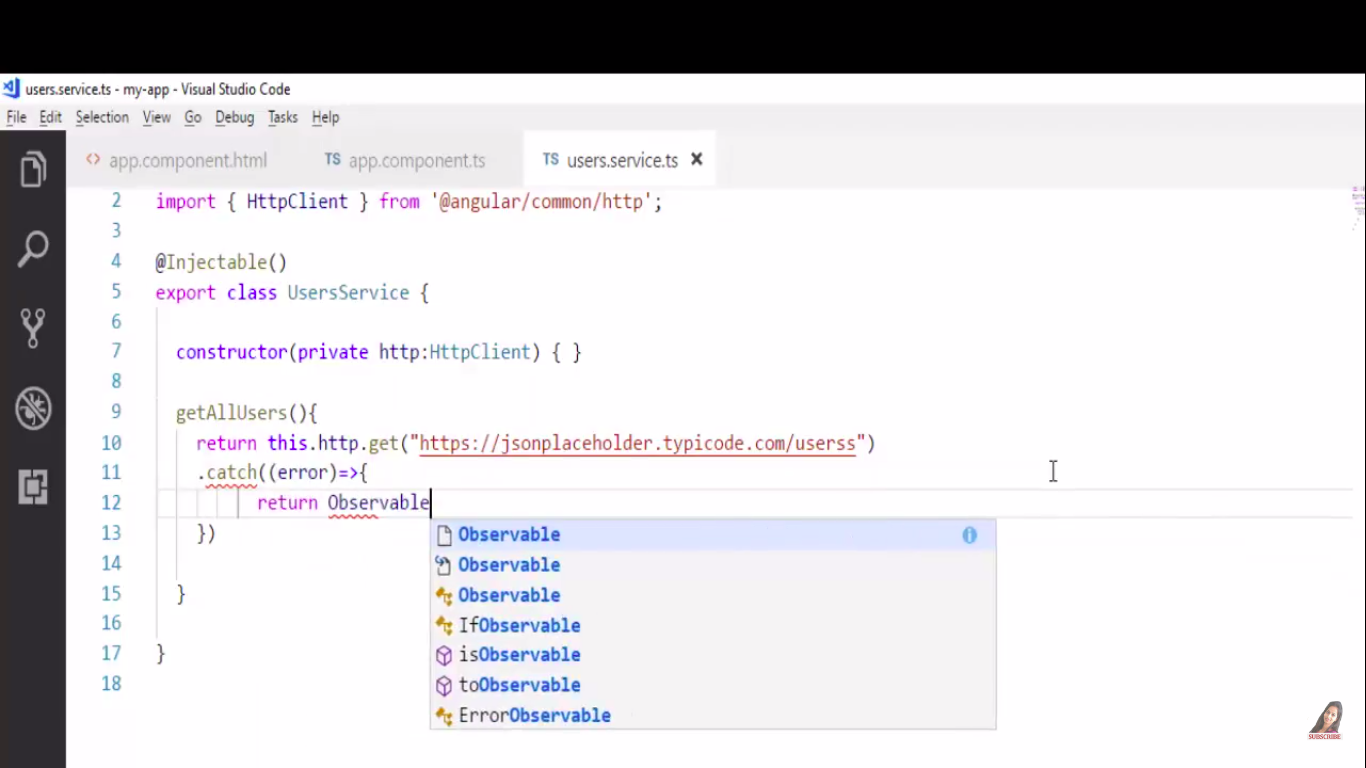 users.service.ts - my-app - Visual Studio Code
File Edit Selection View Go Debug Tasks Help
<> app.component.html TS app.component.ts TS users.service.ts ×
2 import { HttpClient } from '@angular/common/http';
3
4 @Injectable()
5 export class UsersService {
6
7 constructor(private http:HttpClient) { }
8
9 getAllUsers(){
10 return this.http.get("https://jsonplaceholder.typicode.com/userss")
11 .catch((error)=>{
12 return Observable
13 })
Observable
14
Observable
15 }
Observable
16
IfObservable
17 }
isObservable
18
toObservable
ErrorObservable
SUBSCRIBE